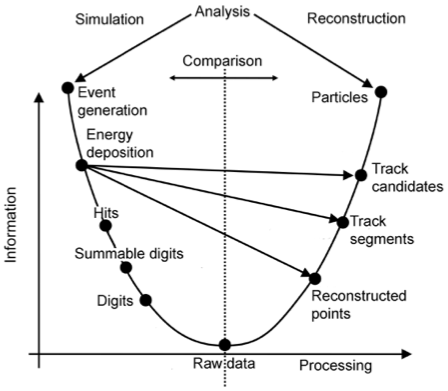 Simulation
Analysis
Reconstruction
Comparison
Event
generation
Particles
Energy
deposition
Track
candidates
Hits
Track
segments
Summable digits
Digits
Reconstructed
points
Raw data
Processing
Information